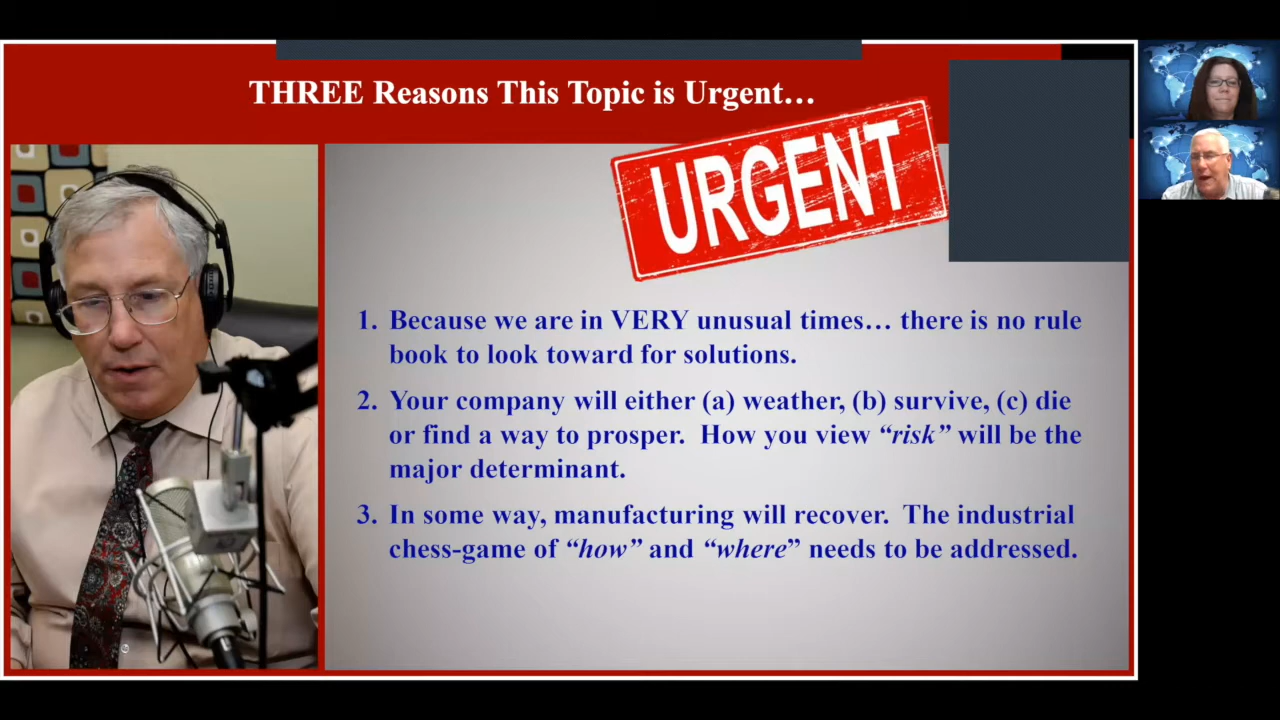 THREE Reasons This Topic is Urgent…
URGENT
1. Because we are in VERY unusual times… there is no rule
book to look toward for solutions.
2. Your company will either (a) weather, (b) survive, (c) die
or find a way to prosper. How you view “risk” will be the
major determinant.
3. In some way, manufacturing will recover. The industrial
chess-game of “how” and “where” needs to be addressed.